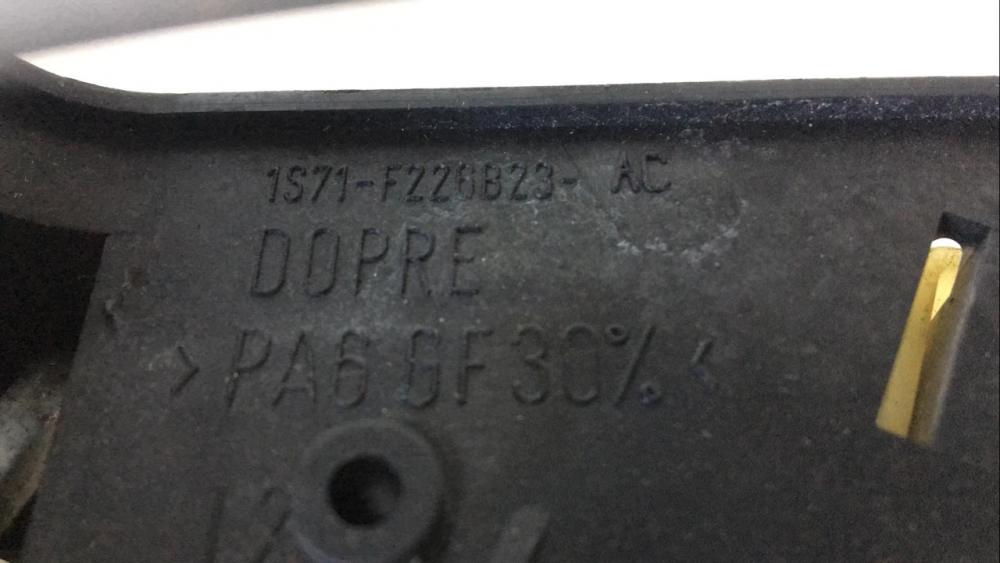 1S71-F226B23- AC
DOPRE
>PA6 GF30%<